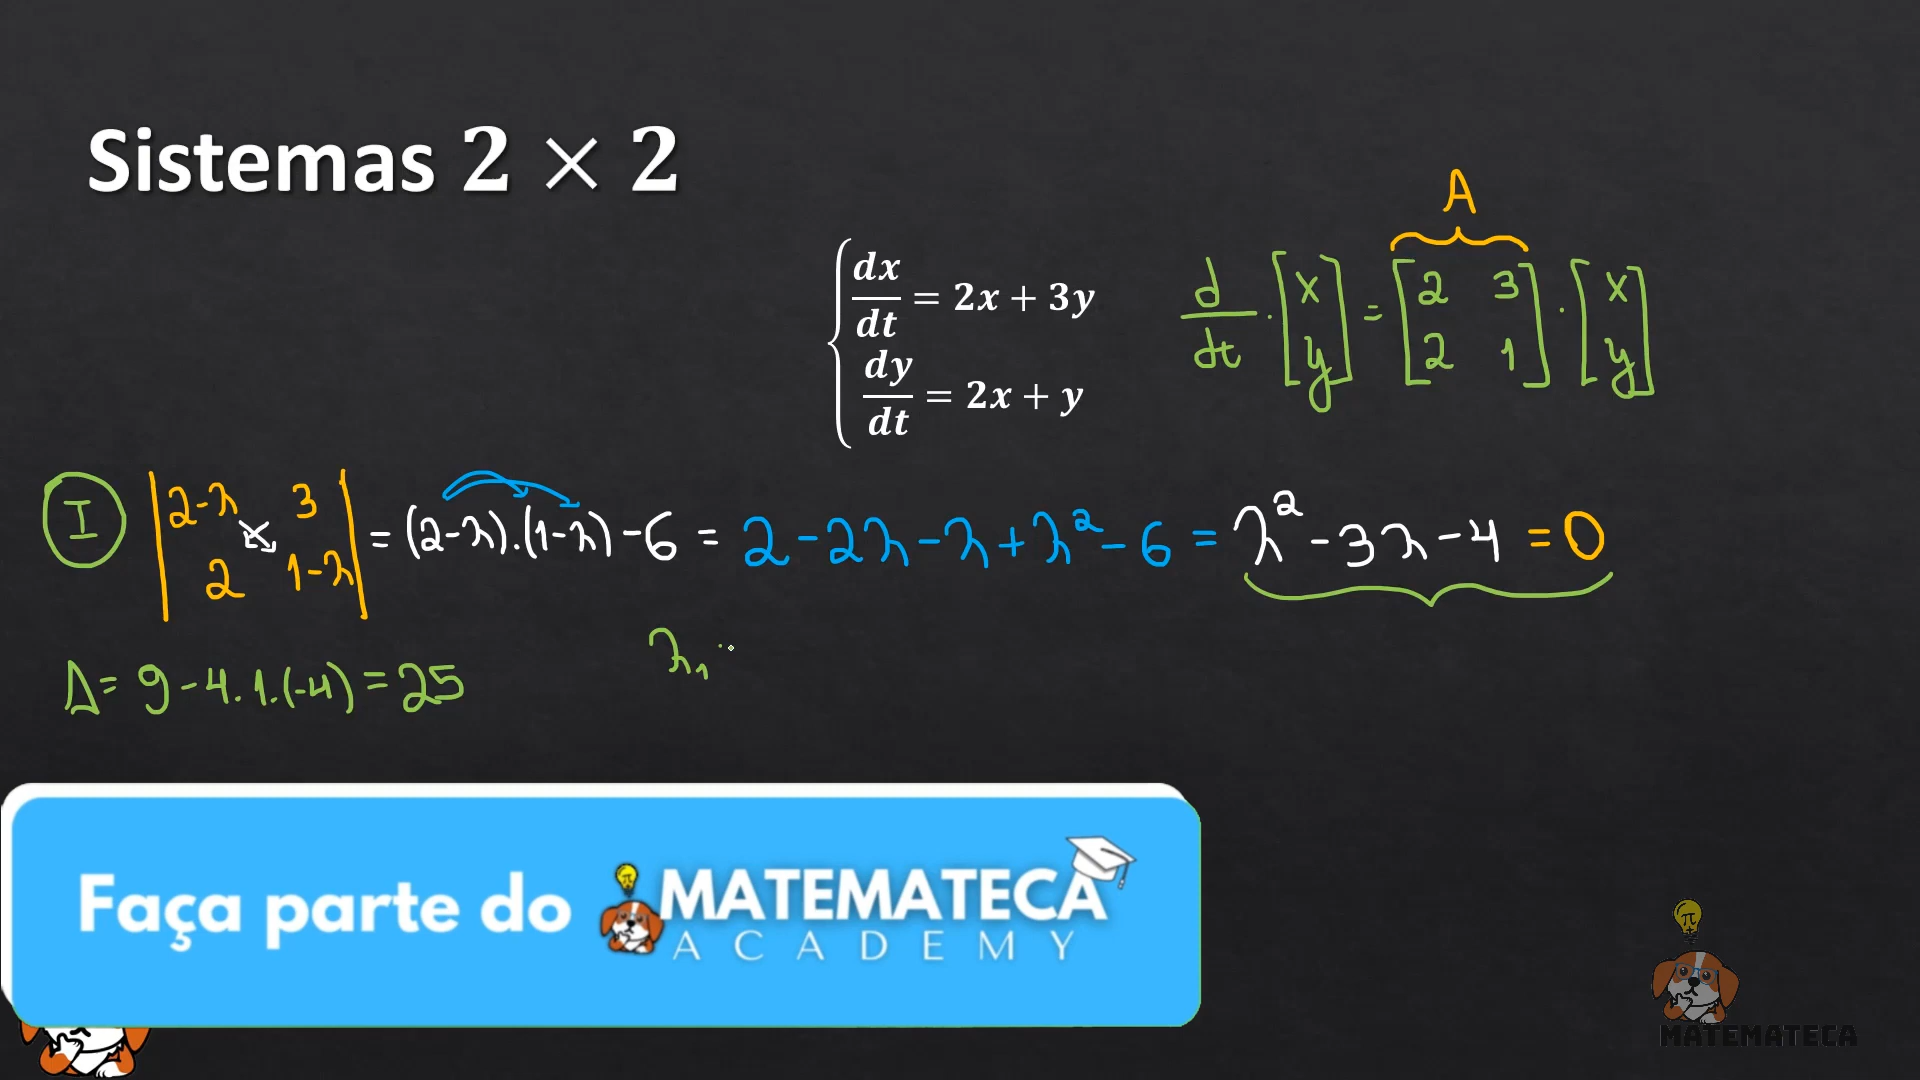 Sistemas 2 × 2
A
dx/dt = 2x + 3y
dy/dt = 2x + y
d/dt · [x y] = [2 3 2 1] · [x y]
I |2-λ 3 2 1-λ| = (2-λ).(1-λ) - 6 = 2 - 2λ - λ + λ² - 6 = λ² - 3λ - 4 = 0
Δ = 9 - 4.1.(-4) = 25
λ₁
Faça parte do MATEMATECA
ACADEMY
π
MATEMATECA